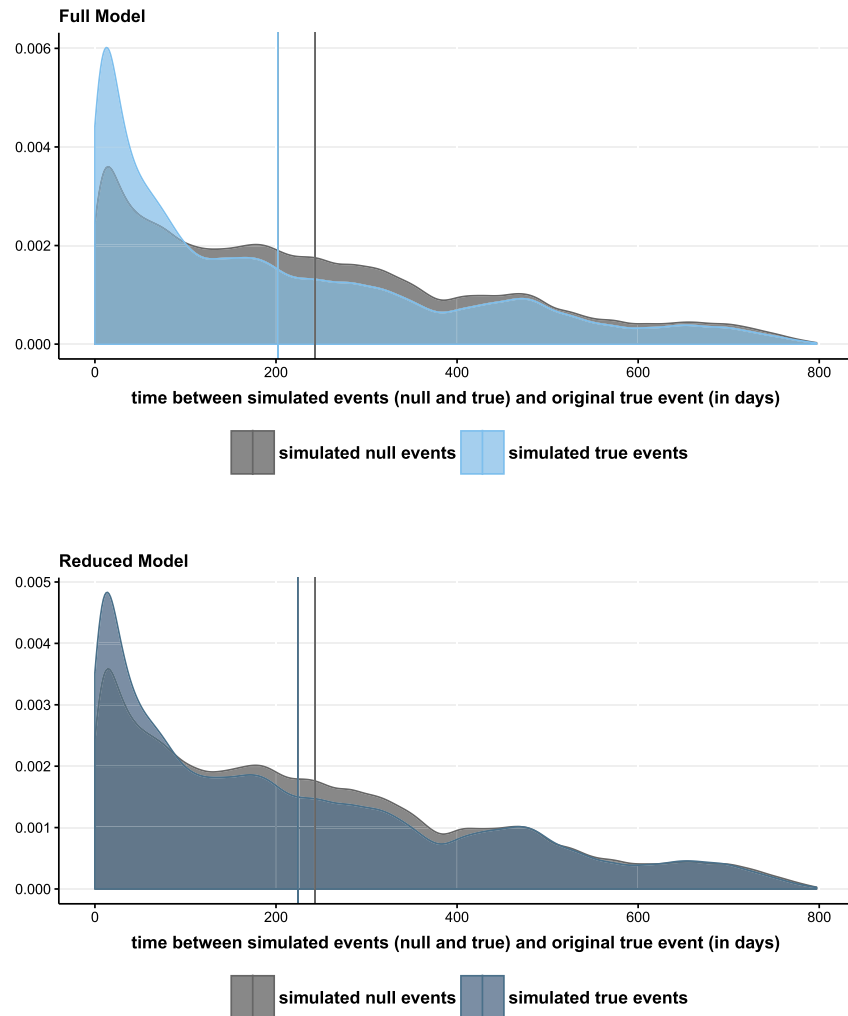 Full Model
0.006
0.004
0.002
0.000
0 200 400 600 800
time between simulated events (null and true) and original true event (in days)
simulated null events simulated true events
Reduced Model
0.005
0.004
0.003
0.002
0.001
0.000
0 200 400 600 800
time between simulated events (null and true) and original true event (in days)
simulated null events simulated true events